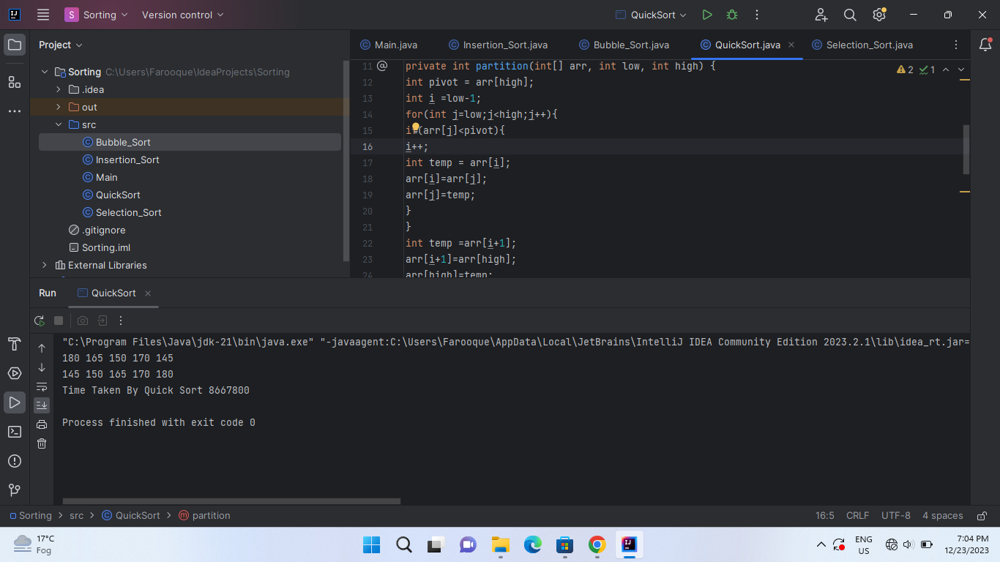 S Sorting Version control QuickSort
Project
Main.java Insertion_Sort.java Bubble_Sort.java QuickSort.java Selection_Sort.java
Sorting C:\Users\Farooque\IdeaProjects\Sorting
.idea
out
src
Bubble_Sort
Insertion_Sort
Main
QuickSort
Selection_Sort
.gitignore
Sorting.iml
External Libraries
2 1
11 @ private int partition(int[] arr, int low, int high) {
12 int pivot = arr[high];
13 int i =low-1;
14 for(int j=low;j<high;j++){
15 if(arr[j]<pivot){
16 i++;
17 int temp = arr[i];
18 arr[i]=arr[j];
19 arr[j]=temp;
20 }
21 }
22 int temp =arr[i+1];
23 arr[i+1]=arr[high];
24 arr[high]=temp;
Run QuickSort
"C:\Program Files\Java\jdk-21\bin\java.exe" "-javaagent:C:\Users\Farooque\AppData\Local\JetBrains\IntelliJ IDEA Community Edition 2023.2.1\lib\idea_rt.jar=
180 165 150 170 145
145 150 165 170 180
Time Taken By Quick Sort 8667800
Process finished with exit code 0
Sorting > src > QuickSort > partition
16:5 CRLF UTF-8 4 spaces
17°C
Fog
ENG
US
7:04 PM
12/23/2023